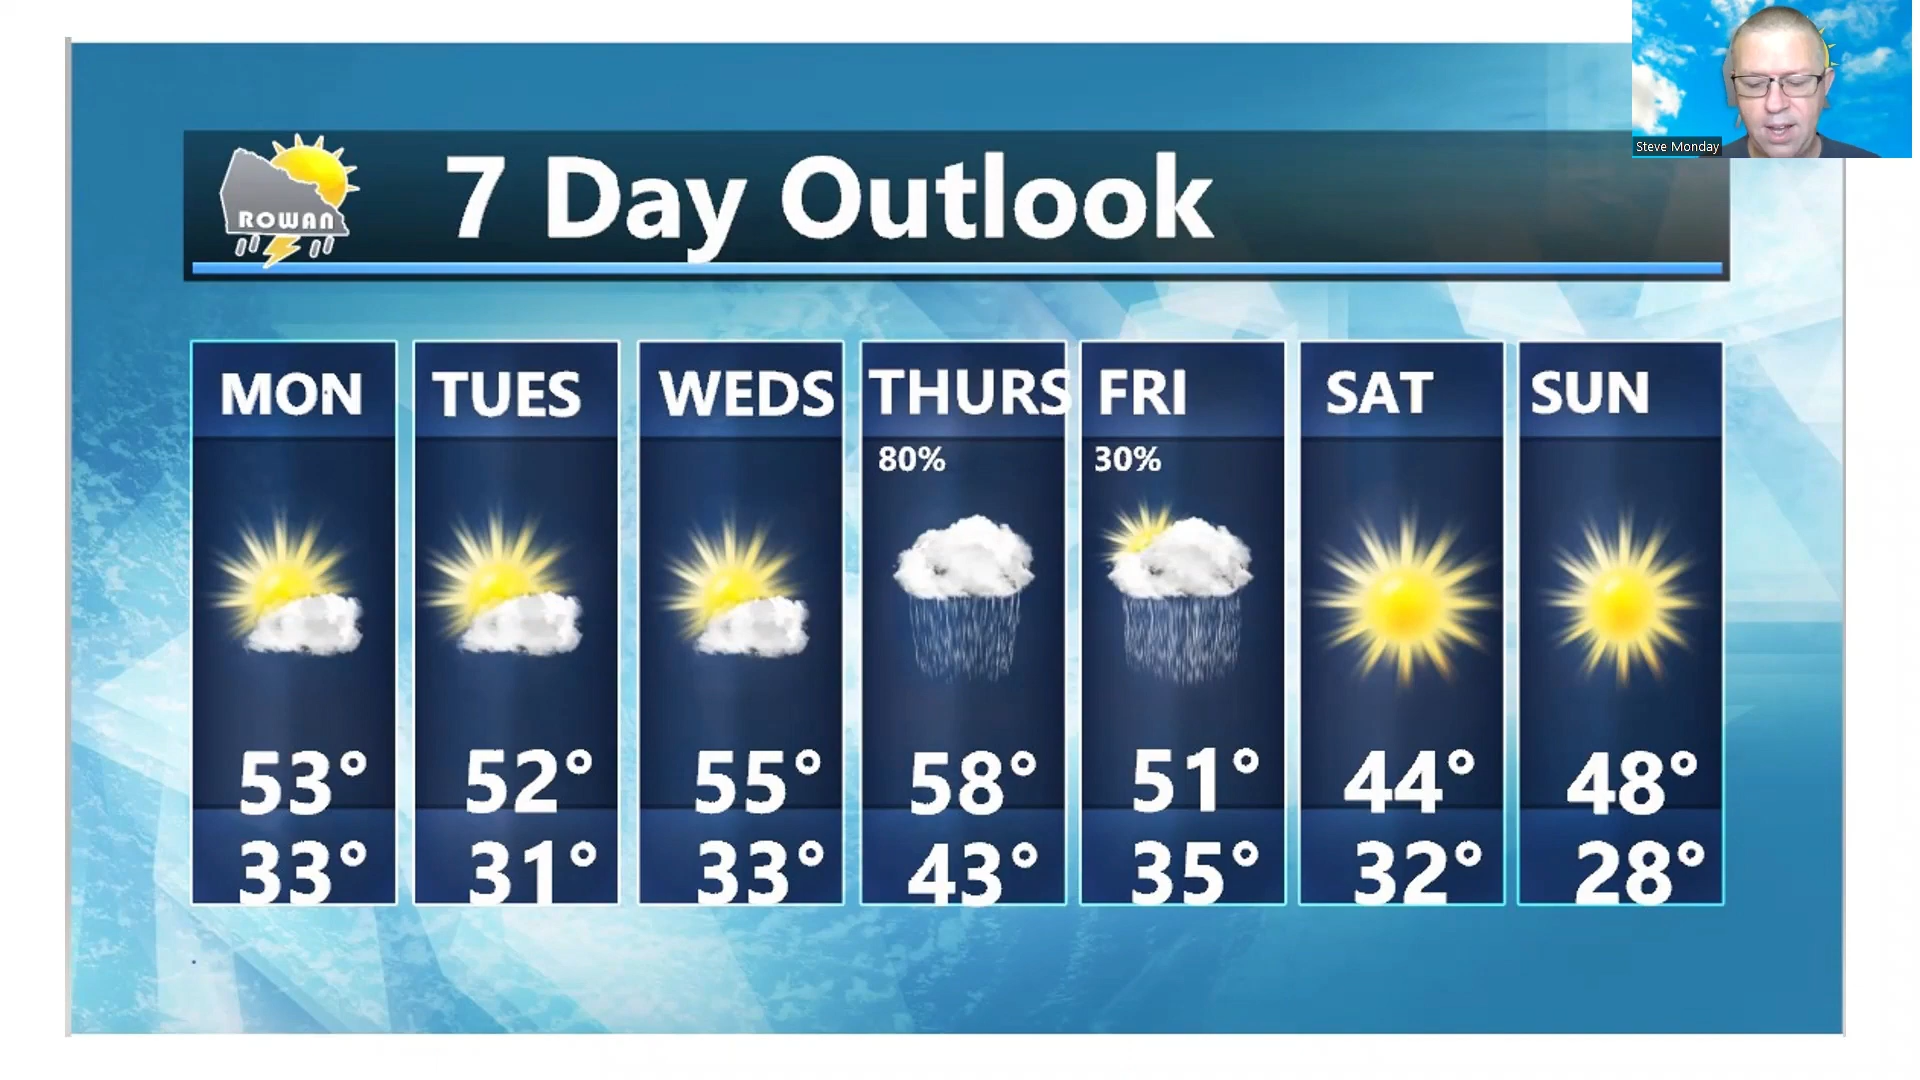 Steve Monday
ROWAN
7 Day Outlook
MON TUES WEDS THURS FRI SAT SUN
80% 30%
53° 52° 55° 58° 51° 44° 48°
33° 31° 33° 43° 35° 32° 28°